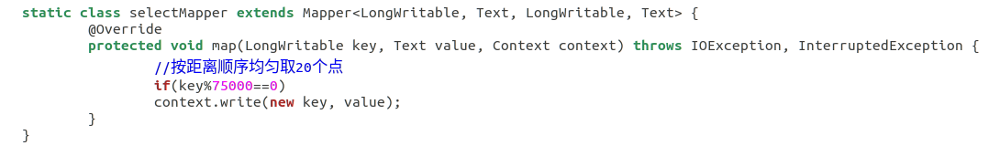 static class selectMapper extends Mapper<LongWritable, Text, LongWritable, Text> {
@Override
protected void map(LongWritable key, Text value, Context context) throws IOException, InterruptedException {
//按距离顺序均匀取20个点
if(key%75000==0)
context.write(new key, value);
}
}